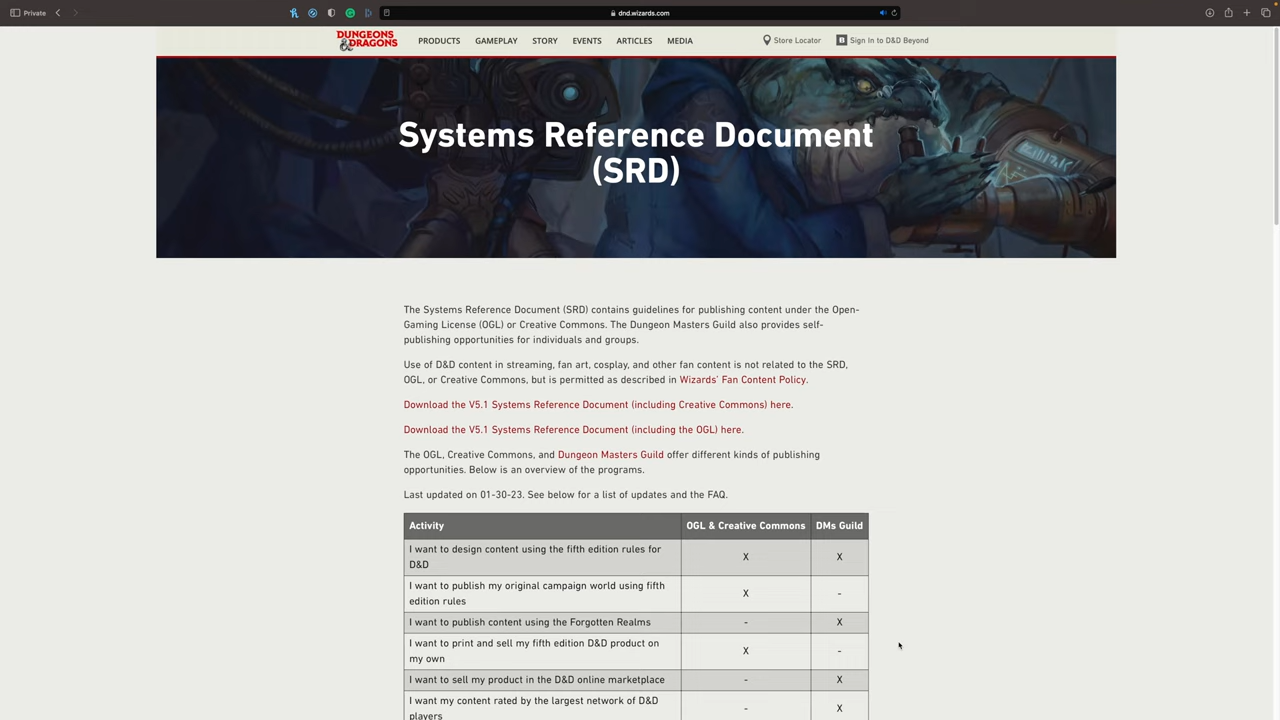 Private
dnd.wizards.com
DUNGEONS
& DRAGONS
PRODUCTS GAMEPLAY STORY EVENTS ARTICLES MEDIA
Store Locator
Sign In to D&D Beyond
Systems Reference Document
(SRD)
The Systems Reference Document (SRD) contains guidelines for publishing content under the Open-
Gaming License (OGL) or Creative Commons. The Dungeon Masters Guild also provides self-
publishing opportunities for individuals and groups.
Use of D&D content in streaming, fan art, cosplay, and other fan content is not related to the SRD,
OGL, or Creative Commons, but is permitted as described in Wizards' Fan Content Policy.
Download the V5.1 Systems Reference Document (including Creative Commons) here.
Download the V5.1 Systems Reference Document (including the OGL) here.
The OGL, Creative Commons, and Dungeon Masters Guild offer different kinds of publishing
opportunities. Below is an overview of the programs.
Last updated on 01-30-23. See below for a list of updates and the FAQ.
Activity OGL & Creative Commons DMs Guild
I want to design content using the fifth edition rules for
D&D X X
I want to publish my original campaign world using fifth
edition rules X -
I want to publish content using the Forgotten Realms - X
I want to print and sell my fifth edition D&D product on
my own X -
I want to sell my product in the D&D online marketplace - X
I want my content rated by the largest network of D&D
players - X